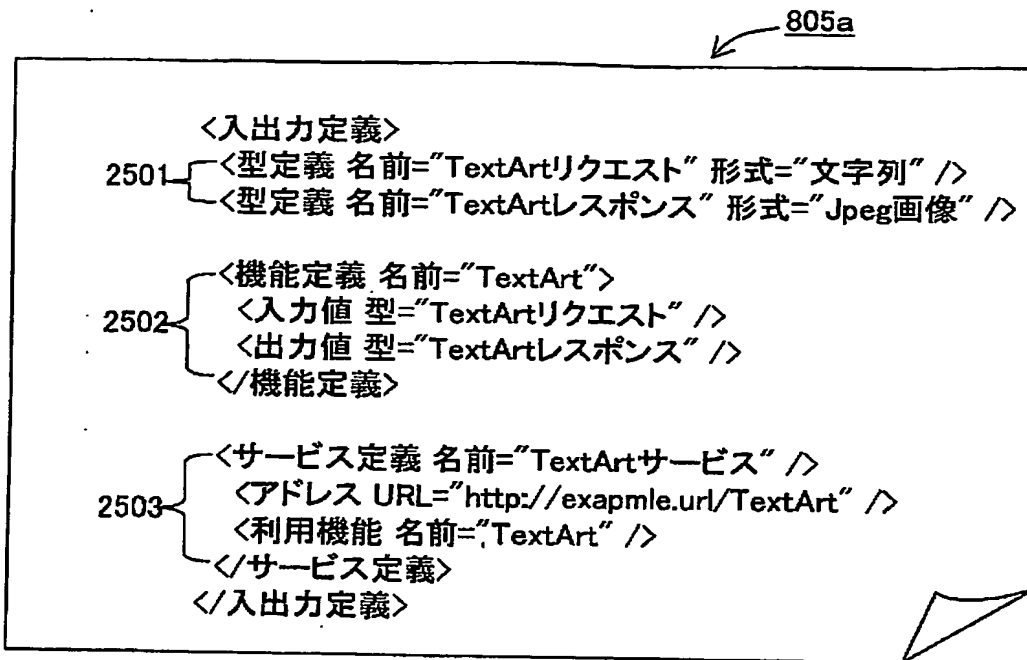 805a
<入出力定義>
2501 <型定義 名前="TextArtリクエスト" 形式="文字列" />
<型定義 名前="TextArtレスポンス" 形式="Jpeg画像" />
<機能定義 名前="TextArt">
2502 <入力値 型="TextArtリクエスト" />
<出力値 型="TextArtレスポンス" />
</機能定義>
<サービス定義 名前="TextArtサービス" />
2503 <アドレス URL="http://exapmle.url/TextArt" />
<利用機能 名前="TextArt" />
</サービス定義>
</入出力定義>